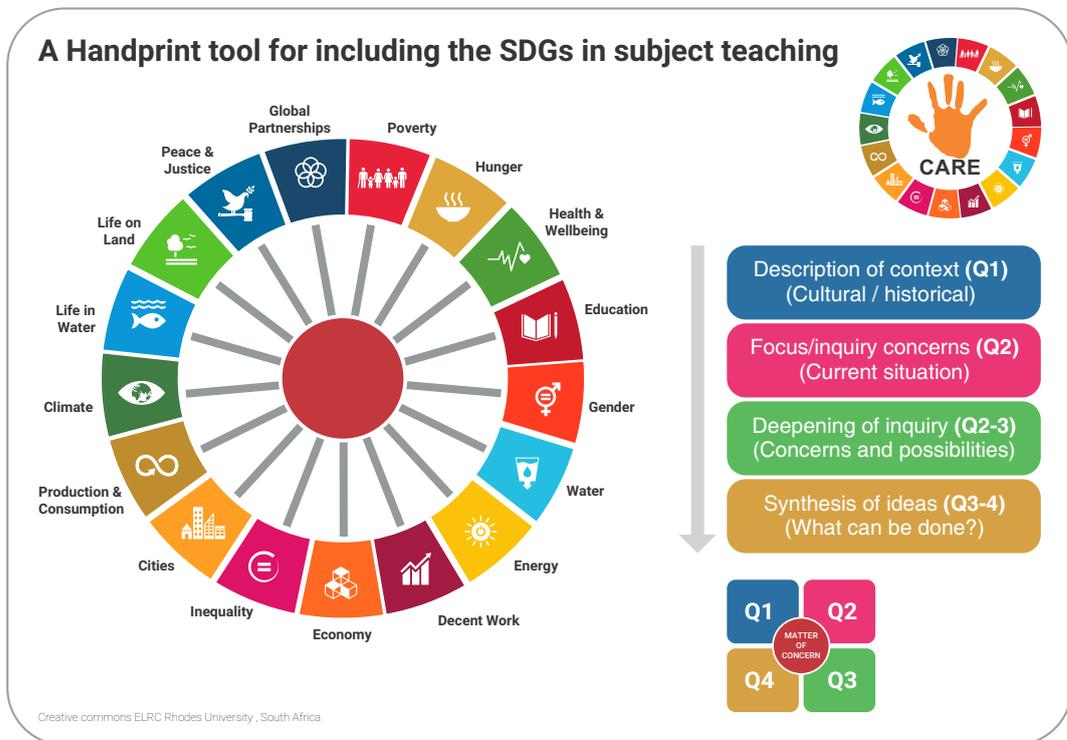 A Handprint tool for including the SDGs in subject teaching
CARE
Global
Partnerships
Poverty
Hunger
Health &
Wellbeing
Education
Gender
Water
Energy
Decent Work
Economy
Inequality
Cities
Production &
Consumption
Climate
Life in
Water
Life on
Land
Peace &
Justice
Description of context (Q1)
(Cultural / historical)
Focus/inquiry concerns (Q2)
(Current situation)
Deepening of inquiry (Q2-3)
(Concerns and possibilities)
Synthesis of ideas (Q3-4)
(What can be done?)
Q1
Q2
MATTER
OF
CONCERN
Q4
Q3
Creative commons ELRC Rhodes University , South Africa